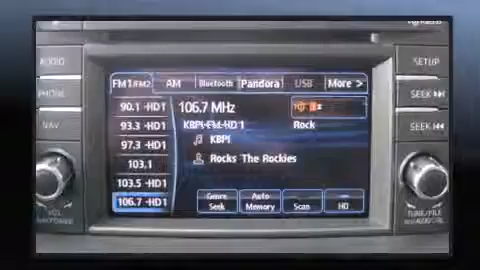 AUDIO
SETUP
FM1 FM2 AM Bluetooth Pandora USB More >
PHONE
SEEK
90.1 -HD1
106.7 MHz
93.3 -HD1
KBPI-FM-HD1
Rock
NAV
SEEK
97.3 -HD1
KBPI
103.1
Rocks The Rockies
103.5 -HD1
106.7 -HD1
Genre Seek
Auto Memory
Scan
HD
VOL
TUNE/FILE